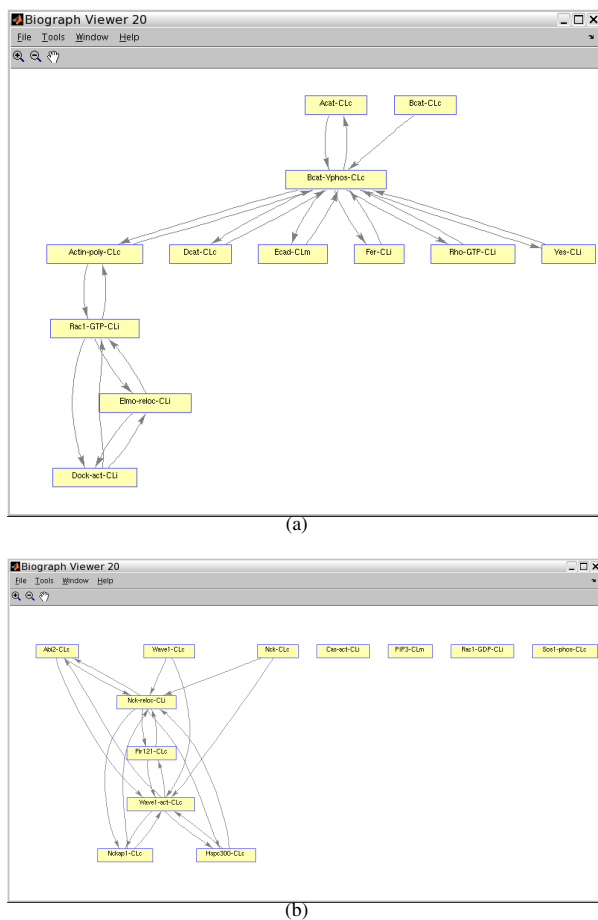 Biograph Viewer 20
File Tools Window Help
Acat-CLc Bcat-CLc
Bcat-Vphos-CLc
Actin-poly-CLc Dcat-CLc Ecad-CLm Fer-CLi Rho-GTP-CLi Yes-CLi
Rac1-GTP-CLi
Elmo-reloc-CLi
Dock-act-CLi
(a)
Biograph Viewer 20
File Tools Window Help
Abi2-CLc Wave1-CLc Nck-CLc Cas-act-CLi PIP3-CLm Rac1-GDP-CLi Sos1-phos-CLc
Nck-reloc-CLi
Pir121-CLc
Wave1-act-CLc
Nckap1-CLc Hspc300-CLc
(b)